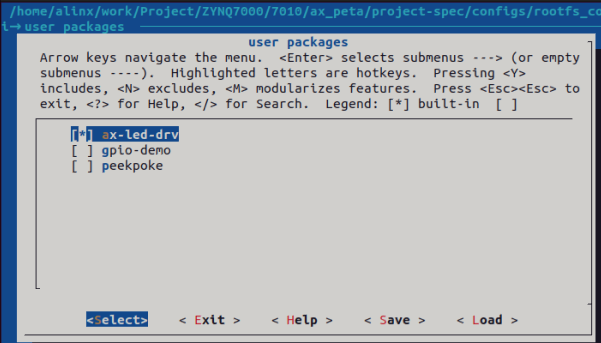 /home/alinx/work/Project/ZYNQ7000/7010/ax_peta/project-spec/configs/rootfs_co
i→user packages
user packages
Arrow keys navigate the menu.  <Enter> selects submenus ---> (or empty
submenus ----).  Highlighted letters are hotkeys.  Pressing <Y>
includes, <N> excludes, <M> modularizes features.  Press <Esc><Esc> to
exit, <?> for Help, </> for Search.  Legend: [*] built-in  [ ]
[*] ax-led-drv
[ ] gpio-demo
[ ] peekpoke
<Select>    < Exit >    < Help >    < Save >    < Load >